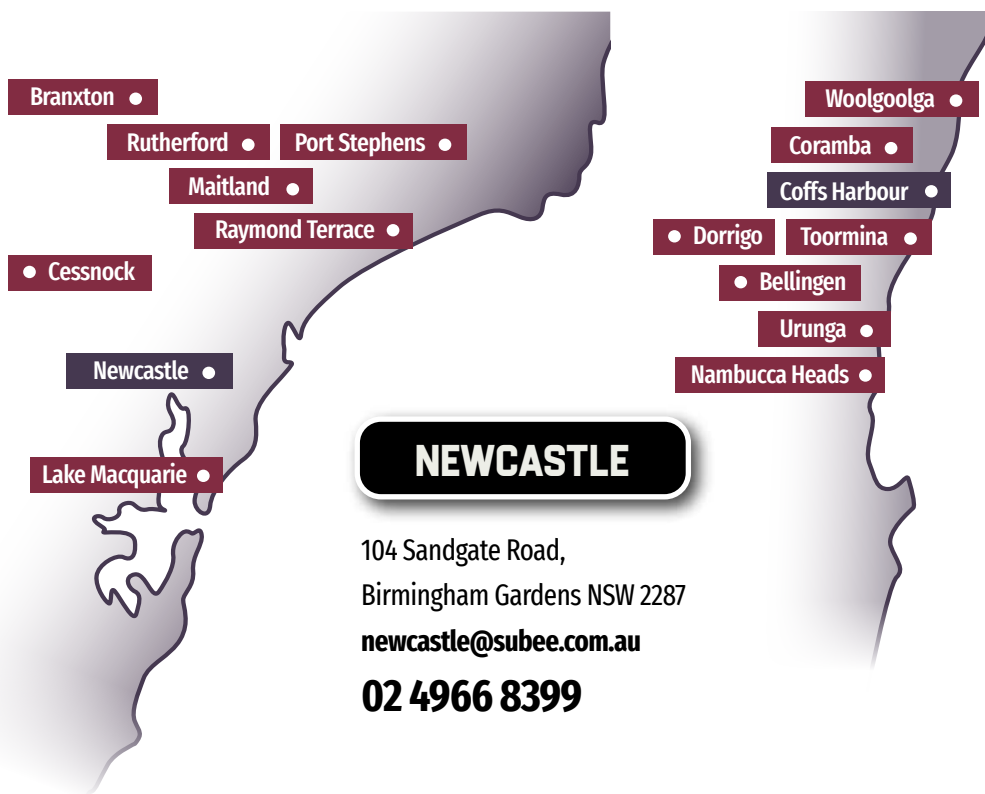 Branxton
Rutherford
Port Stephens
Maitland
Raymond Terrace
Cessnock
Newcastle
Lake Macquarie
Woolgoolga
Coramba
Coffs Harbour
Dorrigo
Toormina
Bellingen
Urunga
Nambucca Heads
NEWCASTLE
104 Sandgate Road,
Birmingham Gardens NSW 2287
newcastle@subee.com.au
02 4966 8399